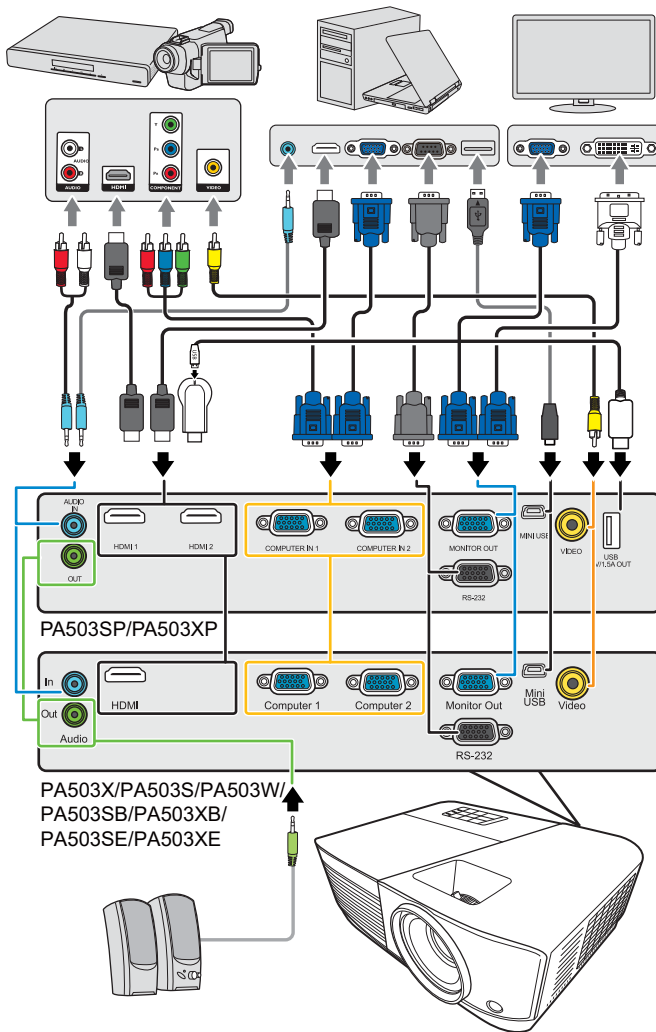 Y
PB
PR
AUDIO
AUDIO
HDMI
COMPONENT
VIDEO
USB
AUDIO
IN
OUT
HDMI 1
HDMI 2
COMPUTER IN 1
COMPUTER IN 2
MONITOR OUT
RS-232
MINI USB
VIDEO
USB
V/1.5A OUT
PA503SP/PA503XP
In
Out
Audio
HDMI
Computer 1
Computer 2
Monitor Out
RS-232
Mini
USB
Video
PA503X/PA503S/PA503W/
PA503SB/PA503XB/
PA503SE/PA503XE